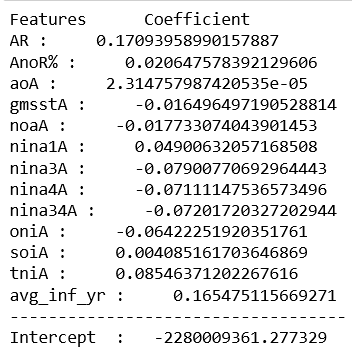 Features Coefficient
AR : 0.17093958990157887
AnoR% : 0.020647578392129606
aoA : 2.314757987420535e-05
gmsstA : -0.016496497190528814
noaA : -0.017733074043901453
nina1A : 0.04900632057168508
nina3A : -0.07900770692964443
nina4A : -0.07111147536573496
nina34A : -0.07201720327202944
oniA : -0.06422251920351761
soiA : 0.004085161703646869
tniA : 0.08546371202267616
avg_inf_yr : 0.165475115669271
----------------------------------
Intercept : -2280009361.277329